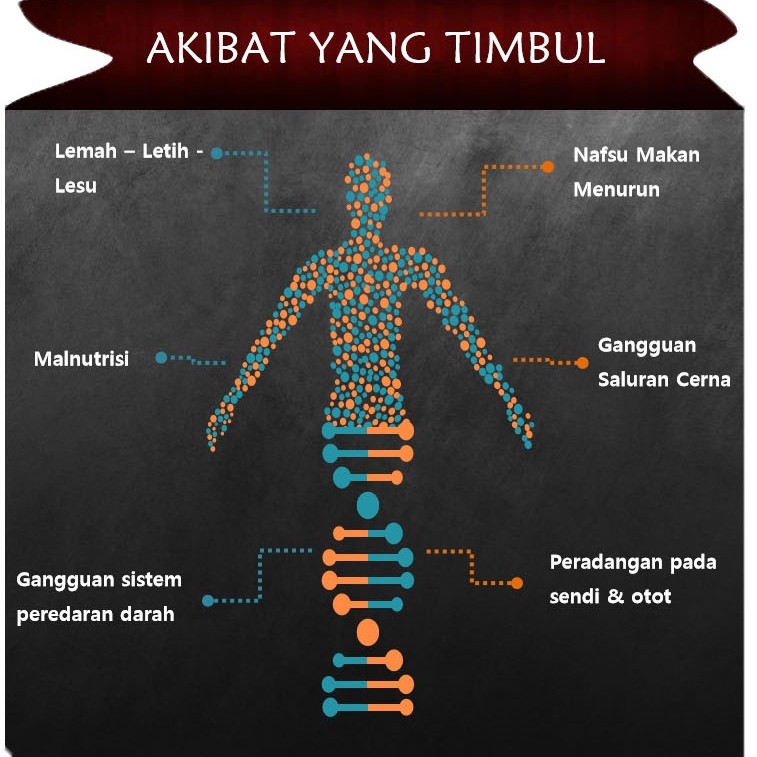 AKIBAT YANG TIMBUL
Lemah – Letih -
Lesu
Nafsu Makan
Menurun
Malnutrisi
Gangguan
Saluran Cerna
Gangguan sistem
peredaran darah
Peradangan pada
sendi & otot